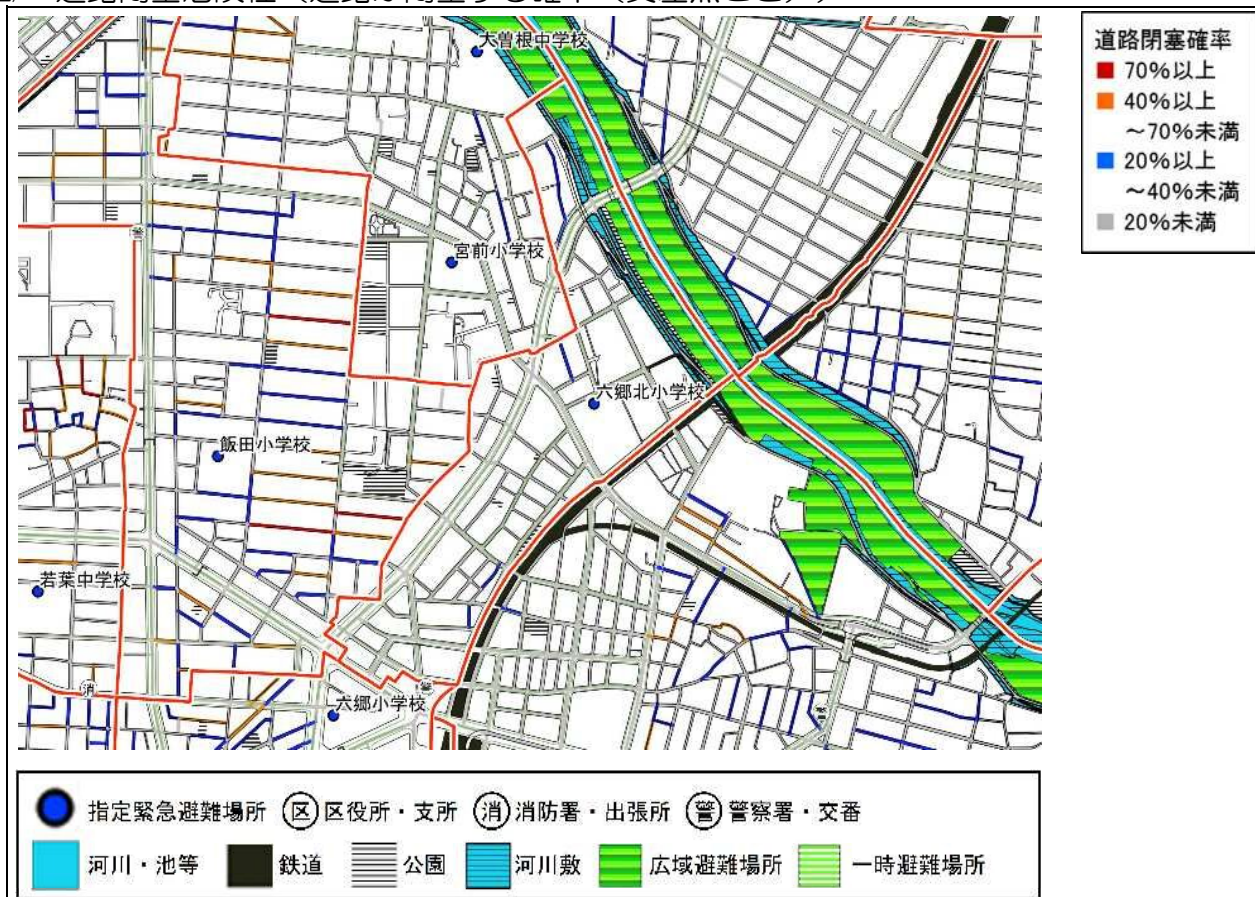 道路閉塞確率
70%以上
40%以上
～70%未満
20%以上
～40%未満
20%未満
大曽根中学校
宮前小学校
六郷北小学校
飯田小学校
若葉中学校
六郷小学校
警
消
警
警
指定緊急避難場所 区 区役所・支所 消 消防署・出張所 警 警察署・交番
河川・池等 鉄道 公園 河川敷 広域避難場所 一時避難場所